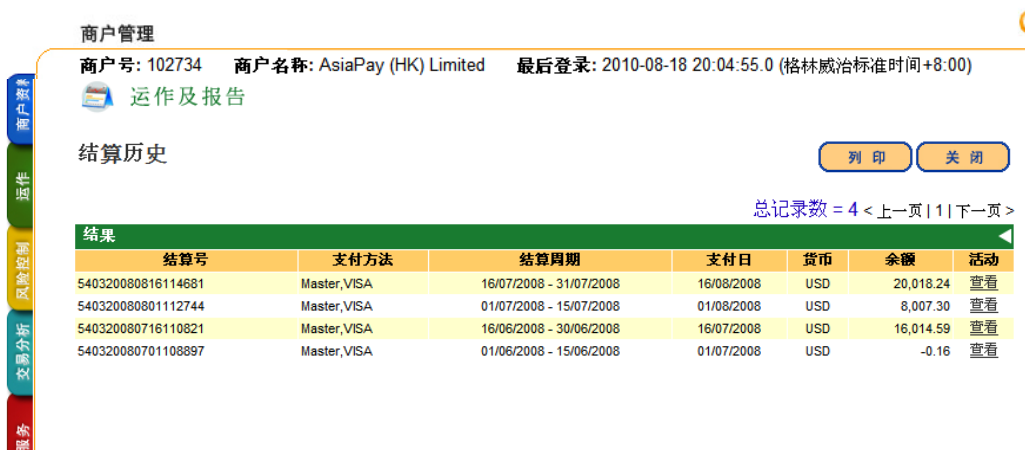 商户管理
商户号: 102734 商户名称: AsiaPay (HK) Limited 最后登录: 2010-08-18 20:04:55.0 (格林威治标准时间+8:00)
运作及报告
结算历史
列印 关闭
总记录数 = 4 < 上一页 | 1 | 下一页 >
结果
结算号 支付方法 结算周期 支付日 货币 余额 活动
540320080816114681 Master,VISA 16/07/2008 - 31/07/2008 16/08/2008 USD 20,018.24 查看
540320080801112744 Master,VISA 01/07/2008 - 15/07/2008 01/08/2008 USD 8,007.30 查看
540320080716110821 Master,VISA 16/06/2008 - 30/06/2008 16/07/2008 USD 16,014.59 查看
540320080701108897 Master,VISA 01/06/2008 - 15/06/2008 01/07/2008 USD -0.16 查看
商户资料
运作
风险控制
交易分析
服务